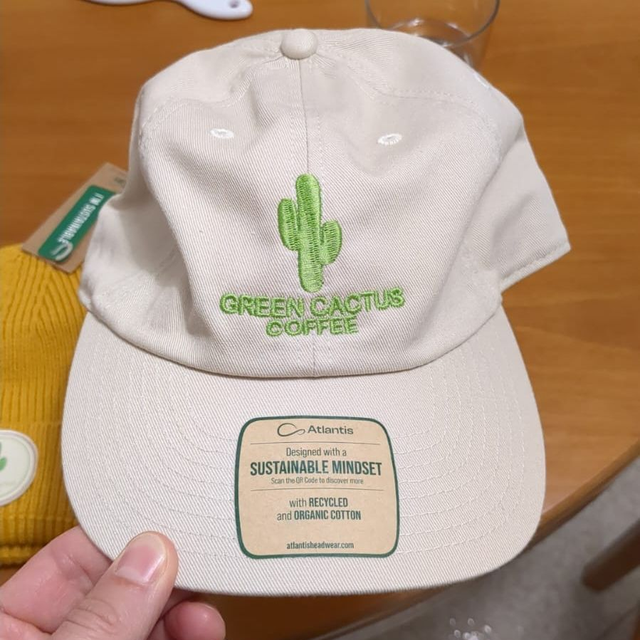 GREEN CACTUS
COFFEE
Atlantis
Designed with a
SUSTAINABLE MINDSET
Scan the QR Code to discover more
with RECYCLED
and ORGANIC COTTON
atlantisheadwear.com
I'M SUSTAINABLE